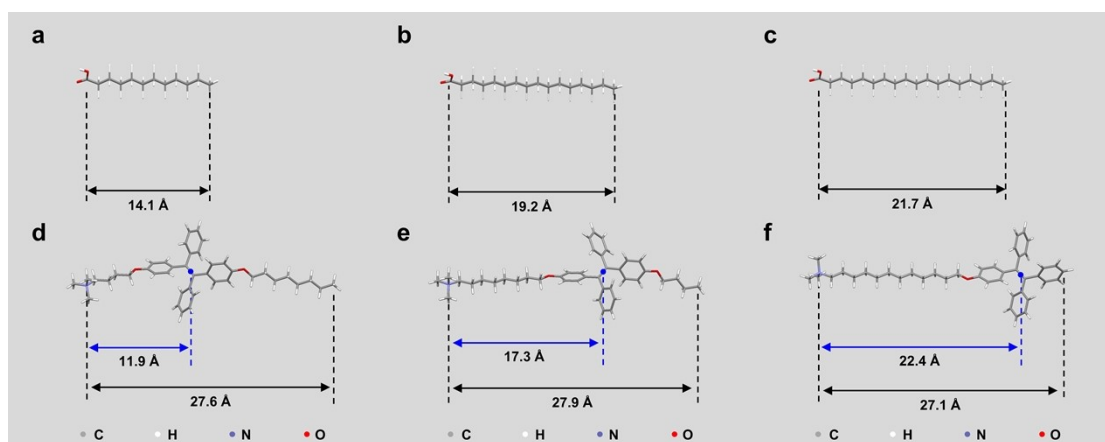 a
b
c
14.1 Å
19.2 Å
21.7 Å
d
e
f
11.9 Å
17.3 Å
22.4 Å
27.6 Å
27.9 Å
27.1 Å
C H N O C H N O C H N O